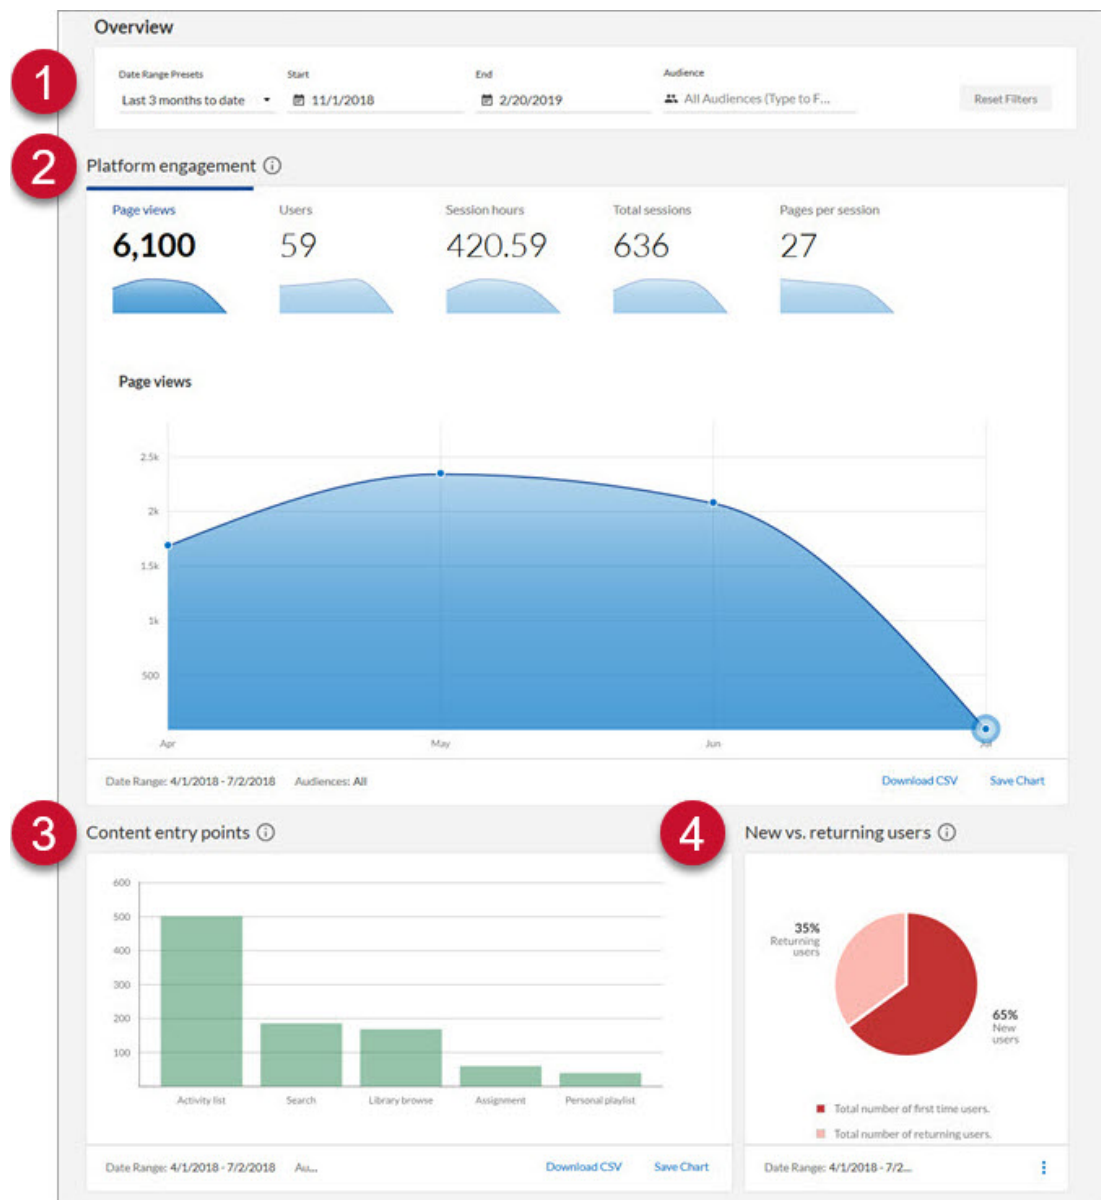 Overview
1
Date Range Presets Start End Audience
Last 3 months to date 11/1/2018 2/20/2019 All Audiences (Type to F... Reset Filters
2
Platform engagement
Page views Users Session hours Total sessions Pages per session
6,100 59 420.59 636 27
Page views
2.5k
2k
1.5k
1k
500
Apr May Jun Jul
Date Range: 4/1/2018 - 7/2/2018 Audiences: All Download CSV Save Chart
3
Content entry points
600
500
400
300
200
100
Activity list Search Library browse Assignment Personal playlist
Date Range: 4/1/2018 - 7/2/2018 Au... Download CSV Save Chart
4
New vs. returning users
35%
Returning
users
65%
New
users
Total number of first time users.
Total number of returning users.
Date Range: 4/1/2018 - 7/2...